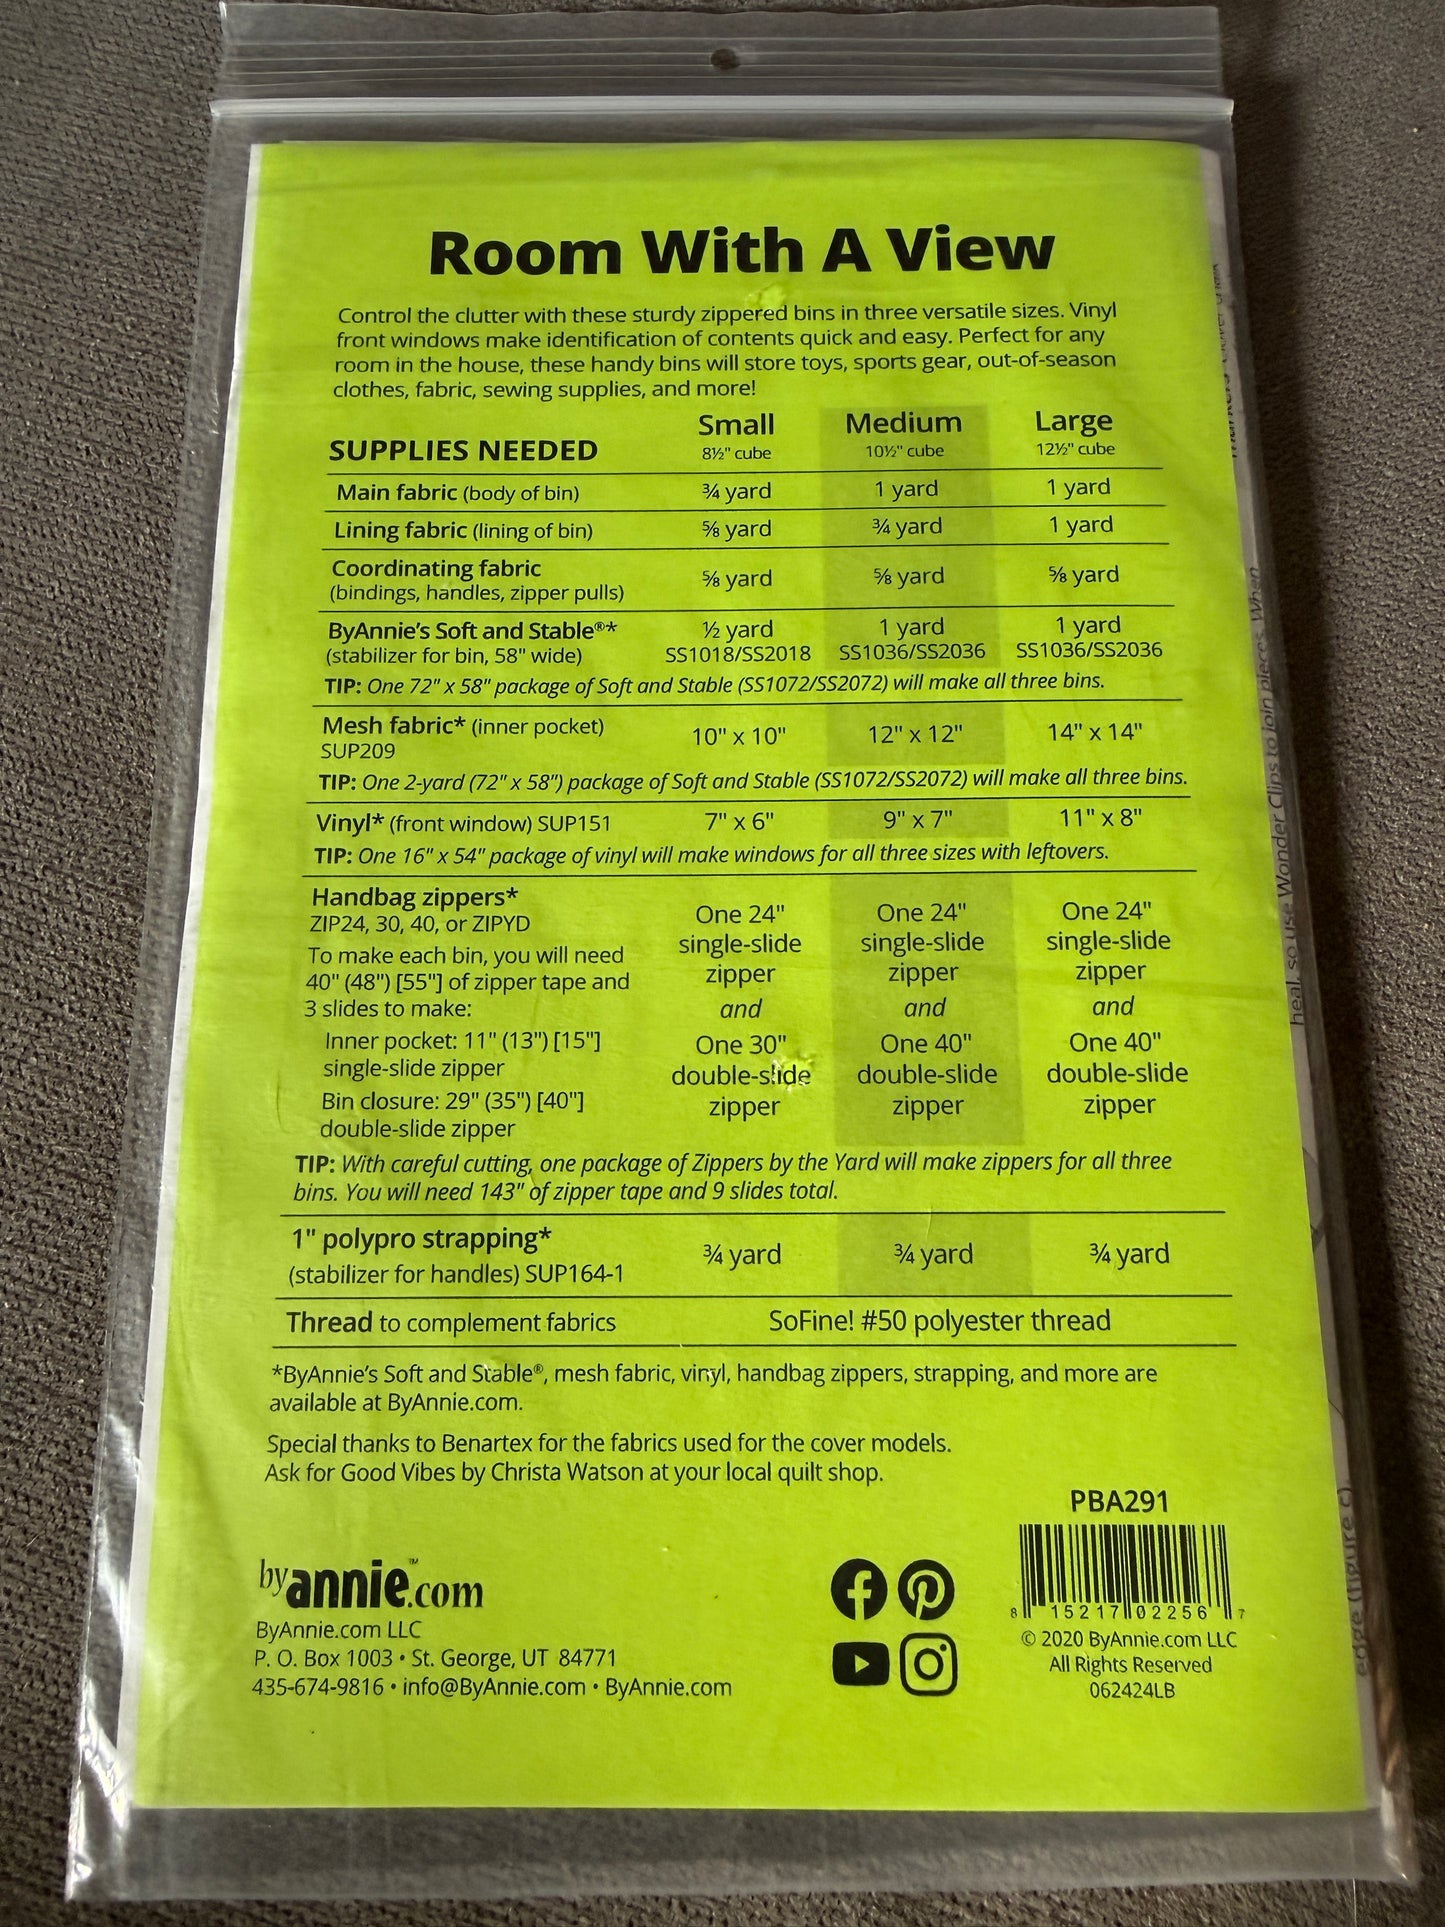 Room With A View
Control the clutter with these sturdy zippered bins in three versatile sizes. Vinyl
front windows make identification of contents quick and easy. Perfect for any
room in the house, these handy bins will store toys, sports gear, out-of-season
clothes, fabric, sewing supplies, and more!
SUPPLIES NEEDED Small 8½" cube Medium 10½" cube Large 12½" cube
Main fabric (body of bin) ¾ yard 1 yard 1 yard
Lining fabric (lining of bin) ⅝ yard ¾ yard 1 yard
Coordinating fabric
(bindings, handles, zipper pulls) ⅝ yard ⅝ yard ⅝ yard
ByAnnie's Soft and Stable®* ½ yard 1 yard 1 yard
(stabilizer for bin, 58" wide) SS1018/SS2018 SS1036/SS2036 SS1036/SS2036
TIP: One 72" x 58" package of Soft and Stable (SS1072/SS2072) will make all three bins.
Mesh fabric* (inner pocket)
SUP209 10" x 10" 12" x 12" 14" x 14"
TIP: One 2-yard (72" x 58") package of Soft and Stable (SS1072/SS2072) will make all three bins.
Vinyl* (front window) SUP151 7" x 6" 9" x 7" 11" x 8"
TIP: One 16" x 54" package of vinyl will make windows for all three sizes with leftovers.
Handbag zippers*
ZIP24, 30, 40, or ZIPYD
To make each bin, you will need
40" (48") [55"] of zipper tape and
3 slides to make:
Inner pocket: 11" (13") [15"]
single-slide zipper
Bin closure: 29" (35") [40"]
double-slide zipper
One 24" One 24" One 24"
single-slide single-slide single-slide
zipper zipper zipper
and and and
One 30" One 40" One 40"
double-slide double-slide double-slide
zipper zipper zipper
TIP: With careful cutting, one package of Zippers by the Yard will make zippers for all three
bins. You will need 143" of zipper tape and 9 slides total.
1" polypro strapping*
(stabilizer for handles) SUP164-1 ¾ yard ¾ yard ¾ yard
Thread to complement fabrics SoFine! #50 polyester thread
*ByAnnie's Soft and Stable®, mesh fabric, vinyl, handbag zippers, strapping, and more are
available at ByAnnie.com.
Special thanks to Benartex for the fabrics used for the cover models.
Ask for Good Vibes by Christa Watson at your local quilt shop.
PBA291
8 15217 02256 7
© 2020 ByAnnie.com LLC
All Rights Reserved
062424LB
byannie.com™
ByAnnie.com LLC
P. O. Box 1003 • St. George, UT 84771
435-674-9816 • info@ByAnnie.com • ByAnnie.com
heal, so use Wonder Clips to join pieces. When